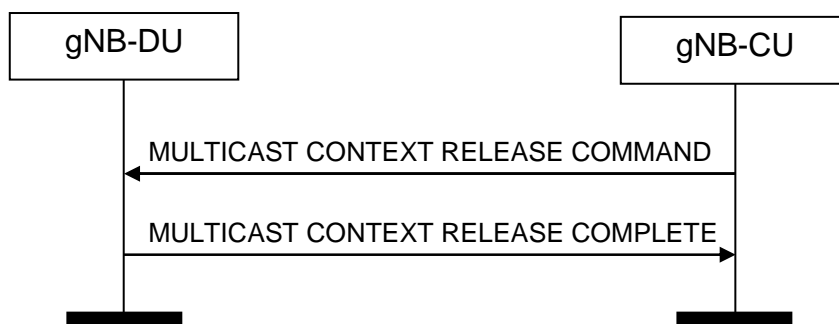 gNB-DU
gNB-CU
MULTICAST CONTEXT RELEASE COMMAND
MULTICAST CONTEXT RELEASE COMPLETE